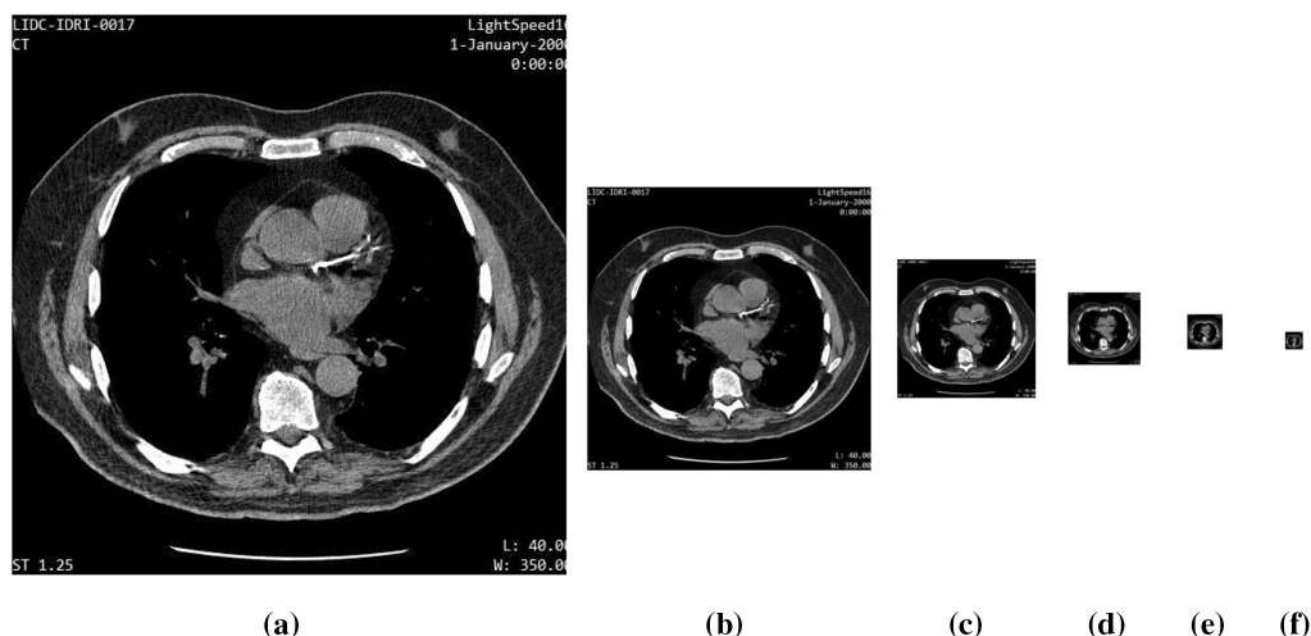 LIDC-IDRI-0017
LightSpeed16
CT
1-January-2000
0:00:00
ST 1.25
L: 40.00
W: 350.00
LIDC-IDRI-0017
LightSpeed16
CT
1-January-2000
0:00:00
ST 1.25
L: 40.00
W: 350.00
(a)
(b)
(c)
(d)
(e)
(f)